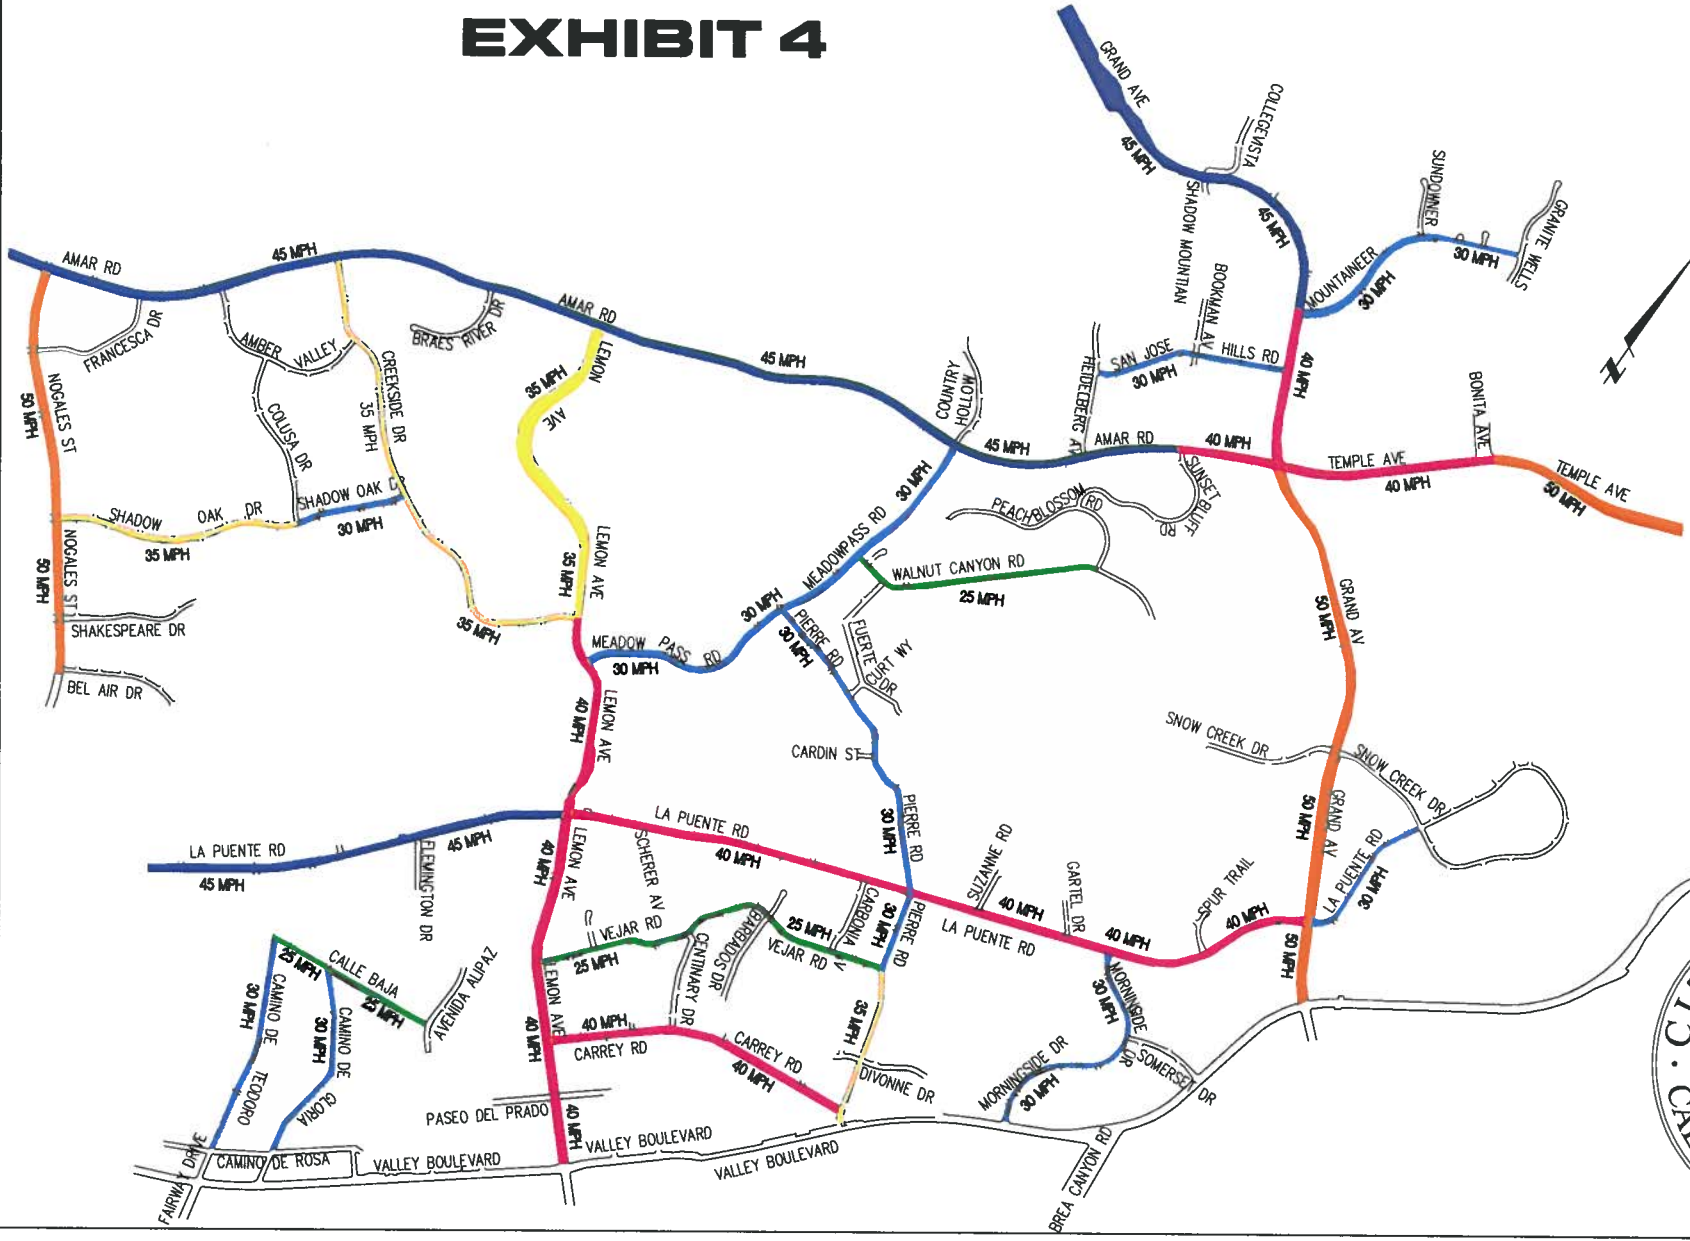 EXHIBIT 4
GRAND AVE
45 MPH
COLLEGEVISTA
SHADOW MOUNTIAN
45 MPH
SUNDOWNER
GRANITE WELLS
MOUNTAINEER
30 MPH
30 MPH
AMAR RD
45 MPH
FRANCESCA DR
AMBER VALLEY
BRAES RIVER DR
AMAR RD
45 MPH
BOOKMAN AV
SAN JOSE HILLS RD
30 MPH
40 MPH
HEIDELBERG AV
COUNTRY HOLLOW
NOGALES ST
50 MPH
COLUSA DR
CREEKSIDE DR
35 MPH
LEMON AVE
35 MPH
45 MPH
AMAR RD
40 MPH
TEMPLE AVE
40 MPH
BONITA AVE
TEMPLE AVE
50 MPH
SUNSET BLUFF RD
PEACHBLOSSOM RD
SHADOW OAK DR
35 MPH
SHADOW OAK D
30 MPH
30 MPH
MEADOWPASS RD
WALNUT CANYON RD
25 MPH
NOGALES ST
50 MPH
SHAKESPEARE DR
BEL AIR DR
35 MPH
LEMON AVE
35 MPH
MEADOW PASS RD
30 MPH
30 MPH
PIERRE RD
30 MPH
FUERTE DR
CURT WY
GRAND AV
50 MPH
LEMON AVE
40 MPH
CARDIN ST
SNOW CREEK DR
SNOW CREEK DR
GRAND AV
50 MPH
LA PUENTE RD
30 MPH
LA PUENTE RD
45 MPH
45 MPH
FLEMINGTON DR
LA PUENTE RD
40 MPH
LEMON AVE
40 MPH
SCHERER AV
PIERRE RD
30 MPH
SUZANNE RD
GARTEL DR
SPUR TRAIL
40 MPH
LA PUENTE RD
40 MPH
40 MPH
50 MPH
CARBONIA AV
PIERRE RD
30 MPH
VEJAR RD
25 MPH
BARBADOS DR
25 MPH
VEJAR RD
CENTINARY DR
CALLE BAJA
25 MPH
25 MPH
AVENIDA ALIPAZ
CAMINO DE TEODORO
30 MPH
CAMINO DE GLORIA
30 MPH
LEMON AVE
40 MPH
40 MPH
CARREY RD
CARREY RD
40 MPH
35 MPH
DIVONNE DR
MORNINGSIDE DR
30 MPH
MORNINGSIDE DR
30 MPH
SOMERSET DR
PASEO DEL PRADO
40 MPH
VALLEY BOULEVARD
VALLEY BOULEVARD
VALLEY BOULEVARD
CAMINO DE ROSA
FAIRWAY DRIVE
BREA CANYON RD